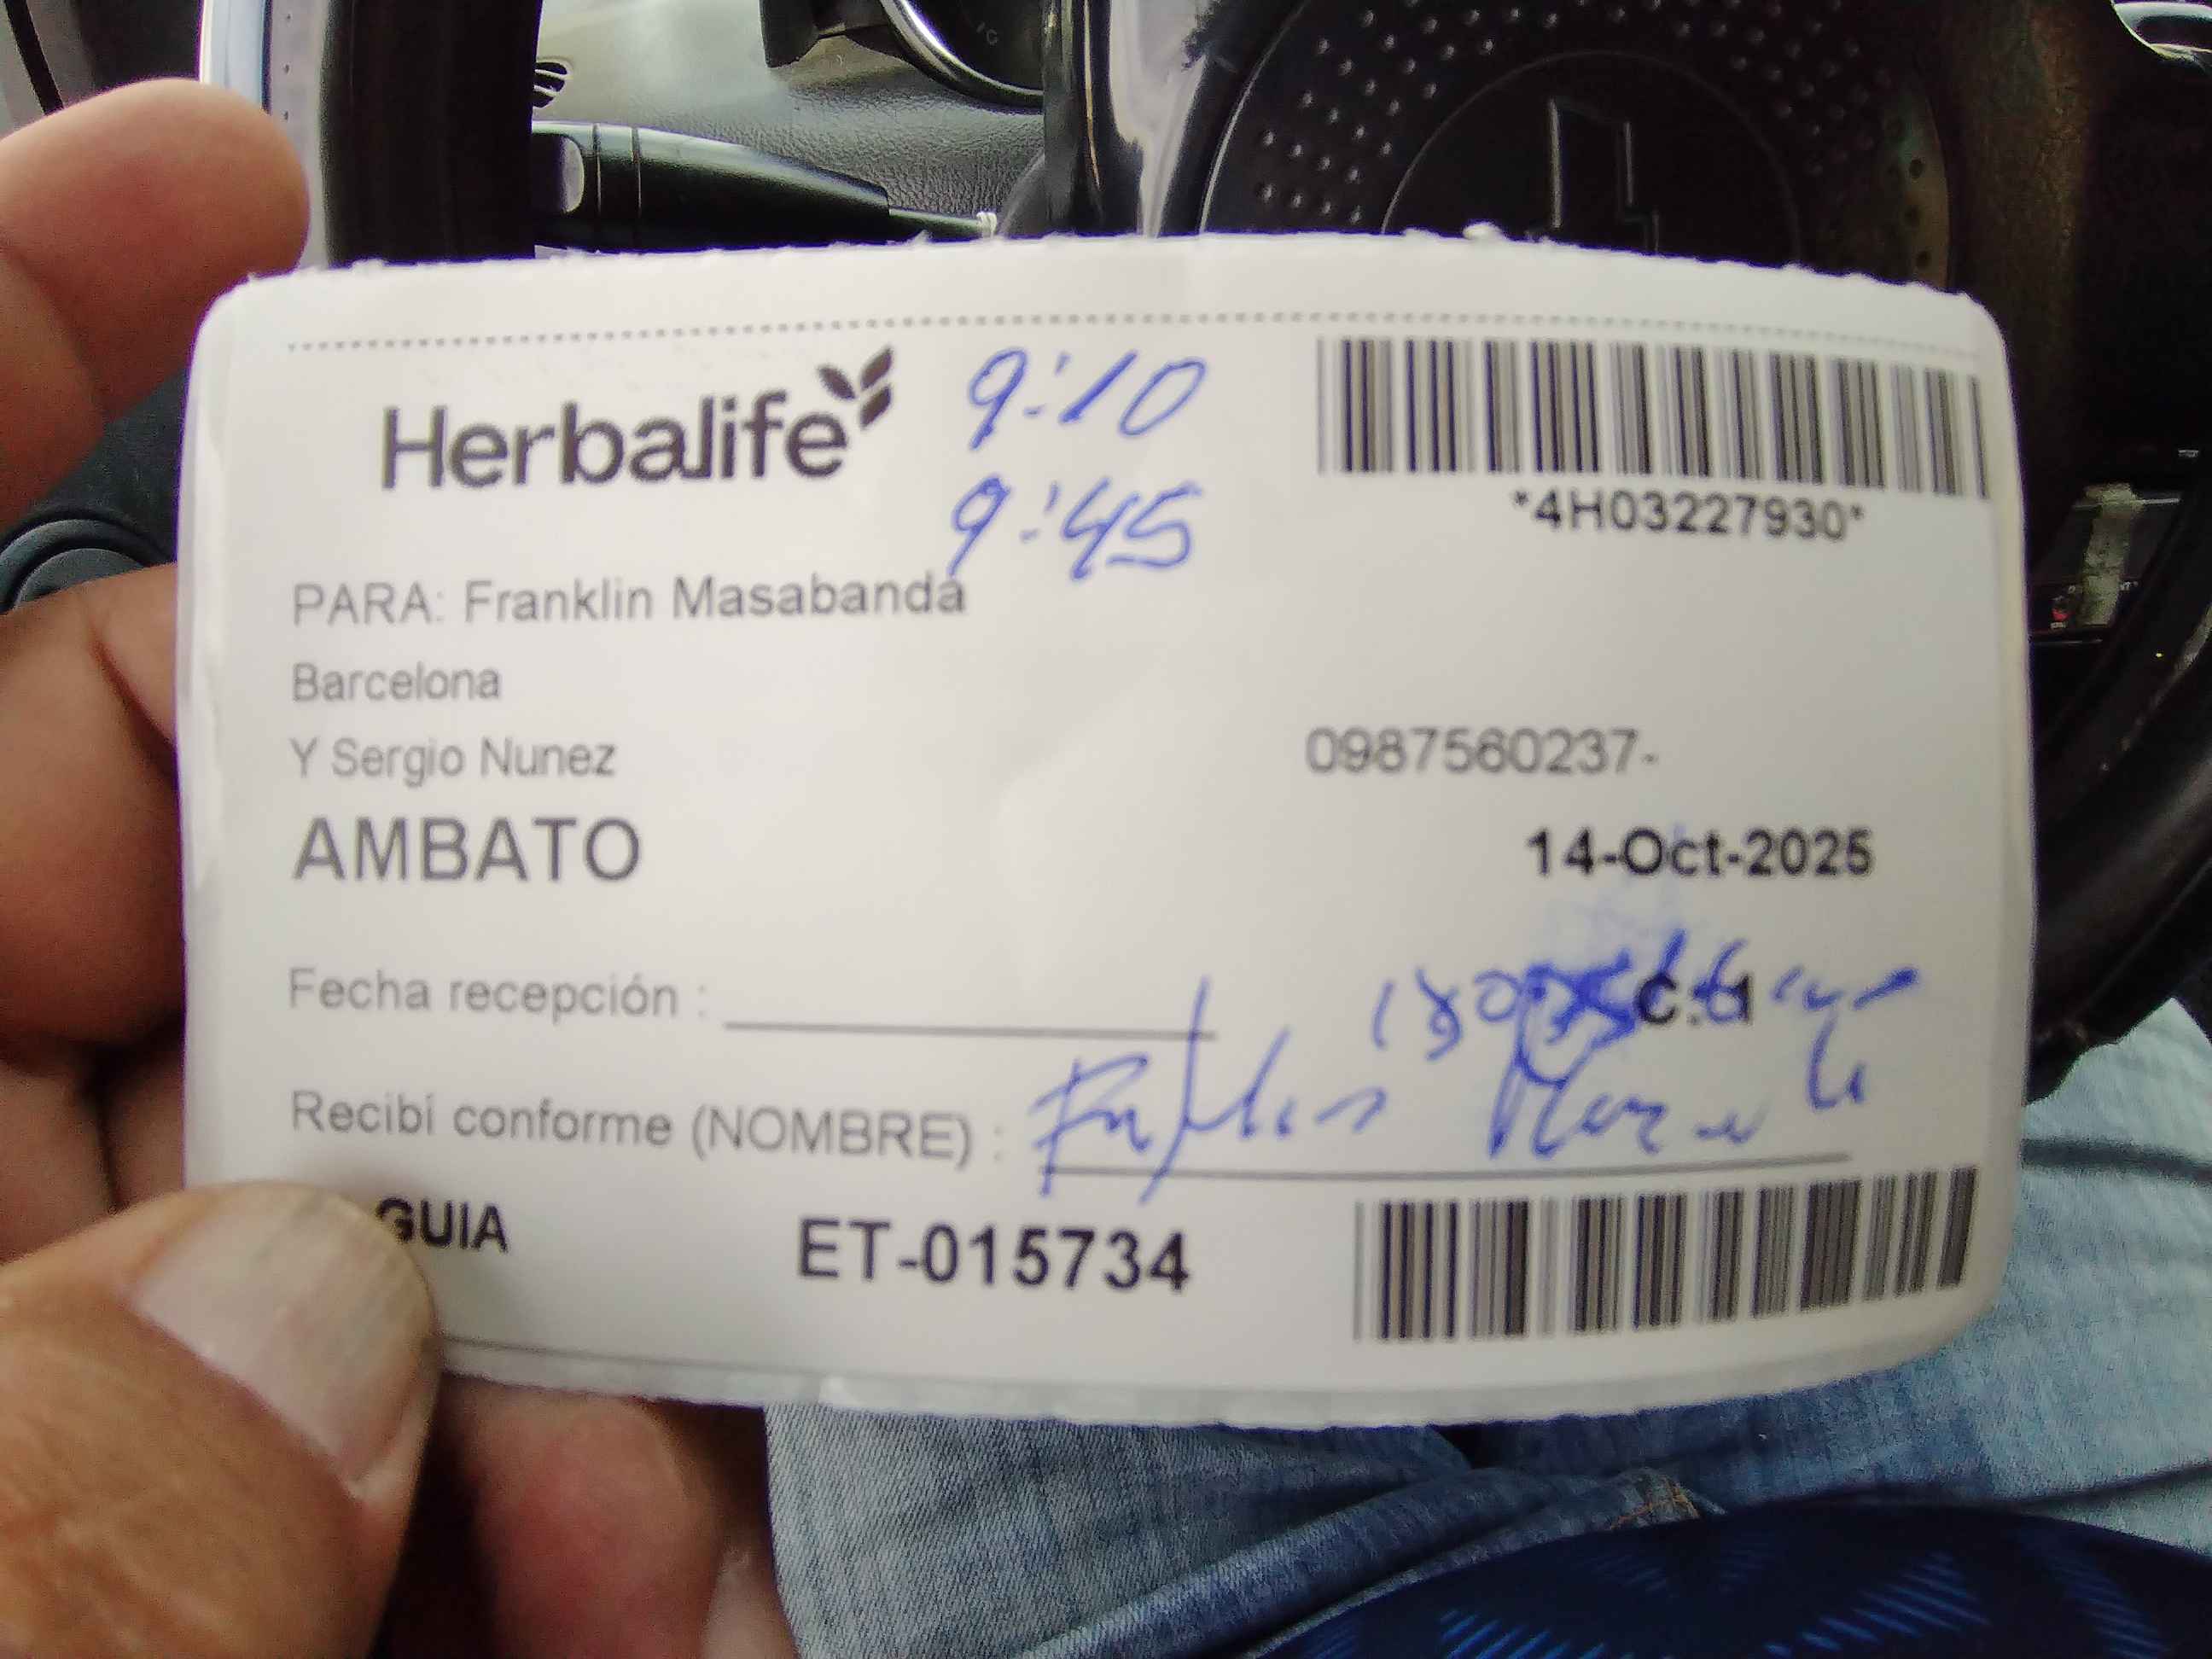 Herbalife
9:10
9:45
*4H03227930*
PARA: Franklin Masabanda
Barcelona
Y Sergio Nunez
0987560237-
AMBATO
14-Oct-2025
Fecha recepción :
C.I
Recibí conforme (NOMBRE) :
GUIA
ET-015734